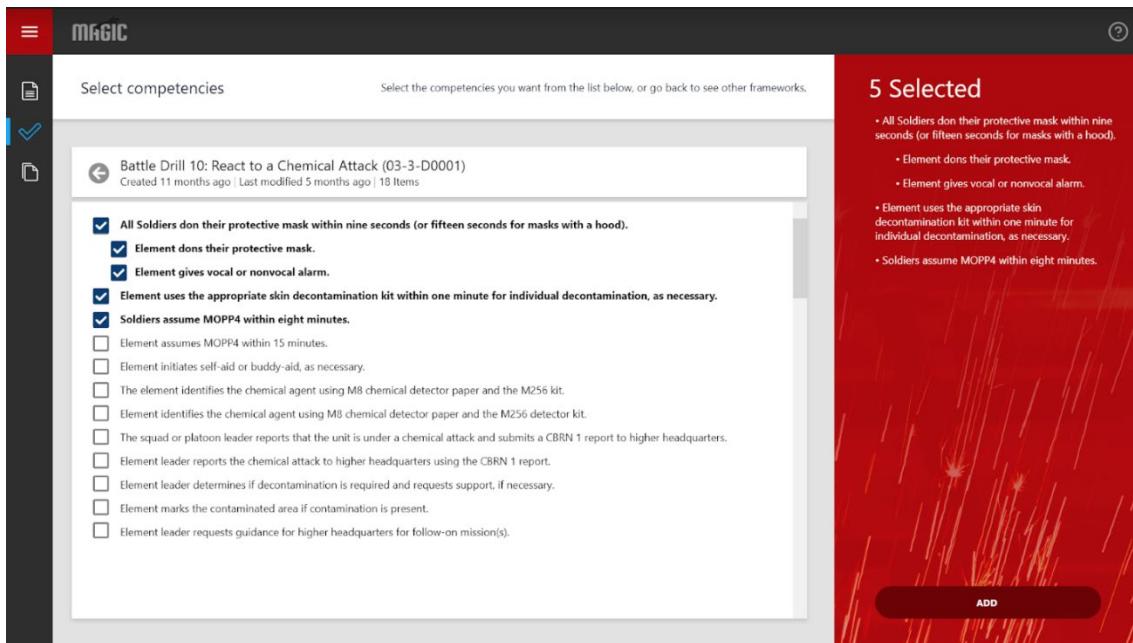 MAGIC
Select competencies
Select the competencies you want from the list below, or go back to see other frameworks.
Battle Drill 10: React to a Chemical Attack (03-3-D0001)
Created 11 months ago | Last modified 5 months ago | 18 Items
All Soldiers don their protective mask within nine seconds (or fifteen seconds for masks with a hood).
Element dons their protective mask.
Element gives vocal or nonvocal alarm.
Element uses the appropriate skin decontamination kit within one minute for individual decontamination, as necessary.
Soldiers assume MOPP4 within eight minutes.
Element assumes MOPP4 within 15 minutes.
Element initiates self-aid or buddy-aid, as necessary.
The element identifies the chemical agent using M8 chemical detector paper and the M256 kit.
Element identifies the chemical agent using M8 chemical detector paper and the M256 detector kit.
The squad or platoon leader reports that the unit is under a chemical attack and submits a CBRN 1 report to higher headquarters.
Element leader reports the chemical attack to higher headquarters using the CBRN 1 report.
Element leader determines if decontamination is required and requests support, if necessary.
Element marks the contaminated area if contamination is present.
Element leader requests guidance for higher headquarters for follow-on mission(s).
5 Selected
• All Soldiers don their protective mask within nine
seconds (or fifteen seconds for masks with a hood).
• Element dons their protective mask.
• Element gives vocal or nonvocal alarm.
• Element uses the appropriate skin
decontamination kit within one minute for
individual decontamination, as necessary.
• Soldiers assume MOPP4 within eight minutes.
ADD